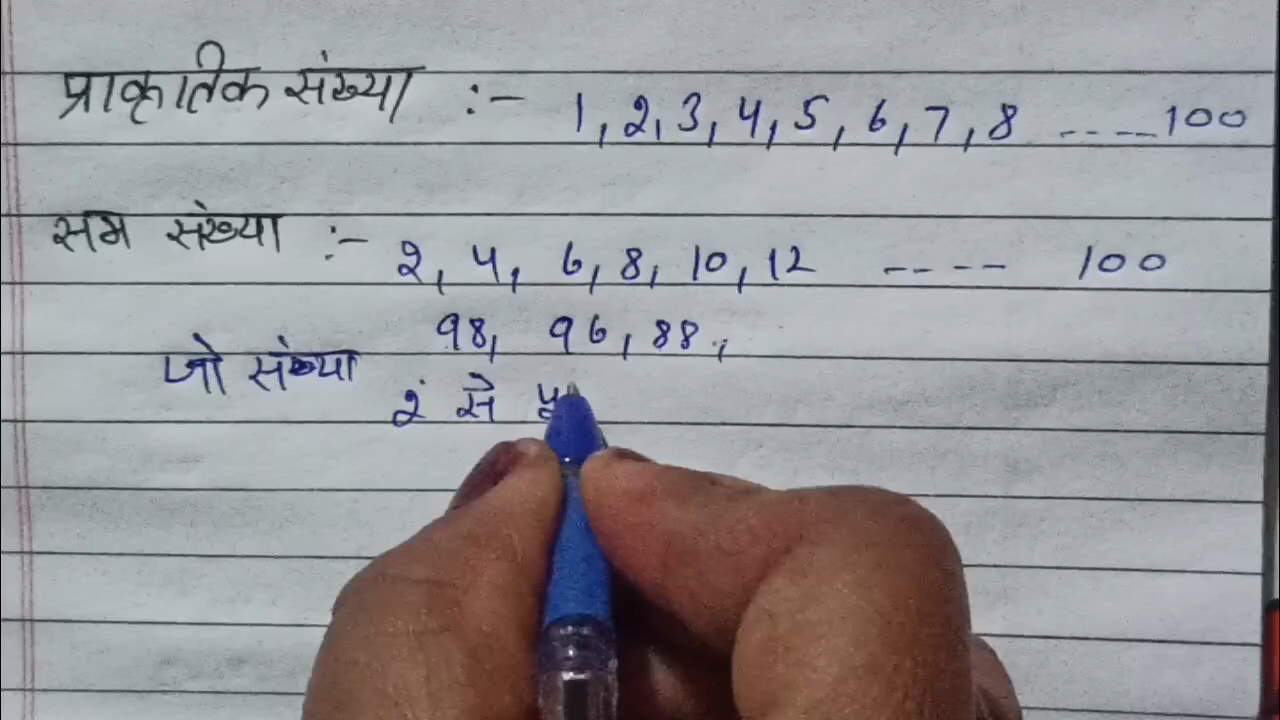 प्राकृतिक संख्या :- 1, 2, 3, 4, 5, 6, 7, 8 ---- 100
सम संख्या :- 2, 4, 6, 8, 10, 12 ---- 100
98, 96, 88,
जो संख्या
2 से